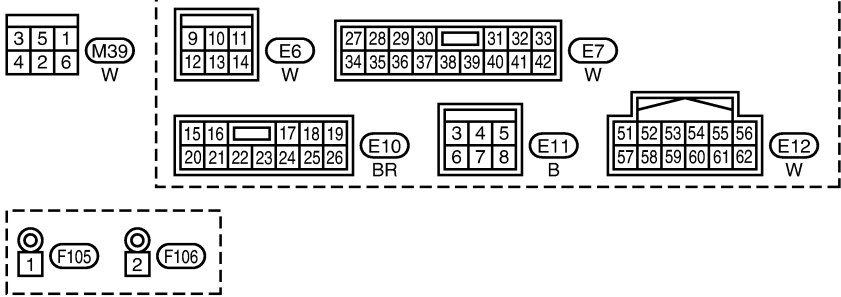 3 5 1
4 2 6
M39
W
9 10 11
12 13 14
E6
W
27 28 29 30 31 32 33
34 35 36 37 38 39 40 41 42
E7
W
15 16 17 18 19
20 21 22 23 24 25 26
E10
BR
3 4 5
6 7 8
E11
B
51 52 53 54 55 56
57 58 59 60 61 62
E12
W
1
F105
2
F106